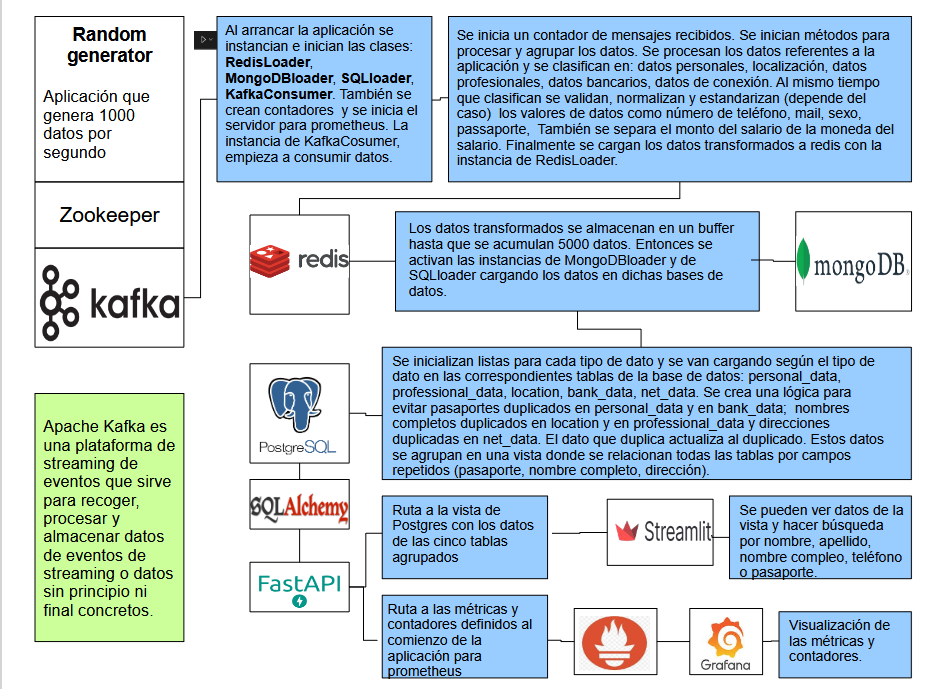 Random
generator
Aplicación que
genera 1000
datos por
segundo
Zookeeper
kafka
Apache Kafka es
una plataforma de
streaming de
eventos que sirve
para recoger,
procesar y
almacenar datos
de eventos de
streaming o datos
sin principio ni
final concretos.
Al arrancar la aplicación se
instancian e inician las clases:
RedisLoader,
MongoDBloader, SQLloader,
KafkaConsumer. También se
crean contadores y se inicia el
servidor para prometheus. La
instancia de KafkaCosumer,
empieza a consumir datos.
Se inicia un contador de mensajes recibidos. Se inician métodos para
procesar y agrupar los datos. Se procesan los datos referentes a la
aplicación y se clasifican en: datos personales, localización, datos
profesionales, datos bancarios, datos de conexión. Al mismo tiempo
que clasifican se validan, normalizan y estandarizan (depende del
caso) los valores de datos como número de teléfono, mail, sexo,
passaporte, También se separa el monto del salario de la moneda del
salario. Finalmente se cargan los datos transformados a redis con la
instancia de RedisLoader.
redis
Los datos transformados se almacenan en un buffer
hasta que se acumulan 5000 datos. Entonces se
activan las instancias de MongoDBloader y de
SQLloader cargando los datos en dichas bases de
datos.
mongoDB.
PostgreSQL
Se inicializan listas para cada tipo de dato y se van cargando según el tipo de
dato en las correspondientes tablas de la base de datos: personal_data,
professional_data, location, bank_data, net_data. Se crea una lógica para
evitar pasaportes duplicados en personal_data y en bank_data; nombres
completos duplicados en location y en professional_data y direcciones
duplicadas en net_data. El dato que duplica actualiza al duplicado. Estos datos
se agrupan en una vista donde se relacionan todas las tablas por campos
repetidos (pasaporte, nombre completo, dirección).
SQLAlchemy
FastAPI
Ruta a la vista de
Postgres con los datos
de las cinco tablas
agrupados
Streamlit
Se pueden ver datos de la
vista y hacer búsqueda
por nombre, apellido,
nombre compleo, teléfono
o pasaporte.
Ruta a las métricas y
contadores definidos al
comienzo de la
aplicación para
prometheus
Grafana
Visualización de
las métricas y
contadores.